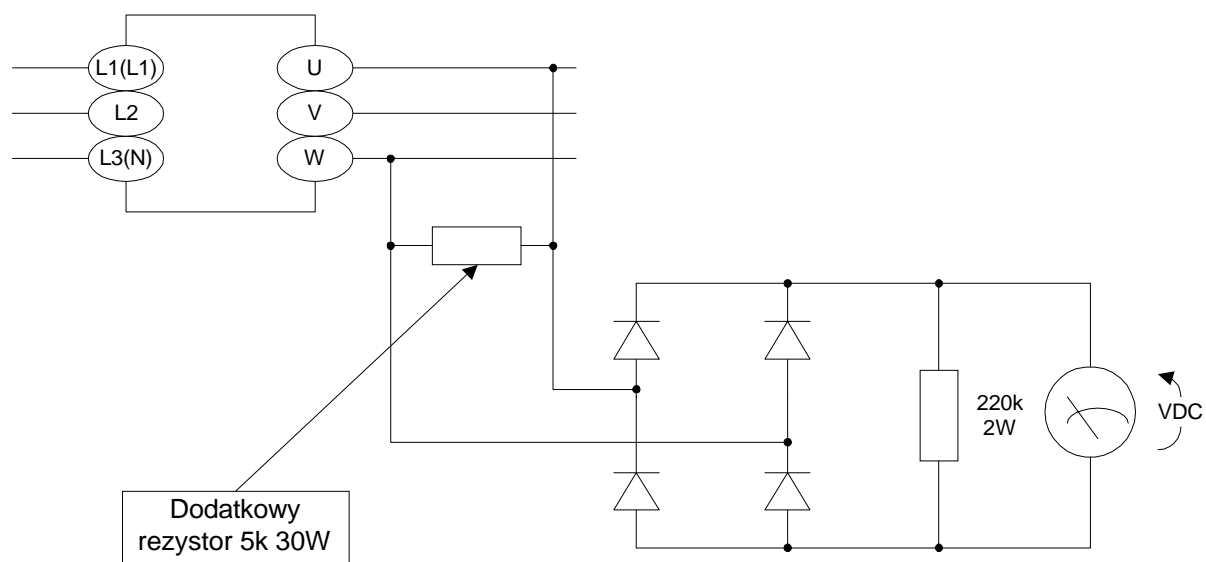 L1(L1)
U
L2
V
L3(N)
W
220k
2W
VDC
Dodatkowy
rezystor 5k 30W